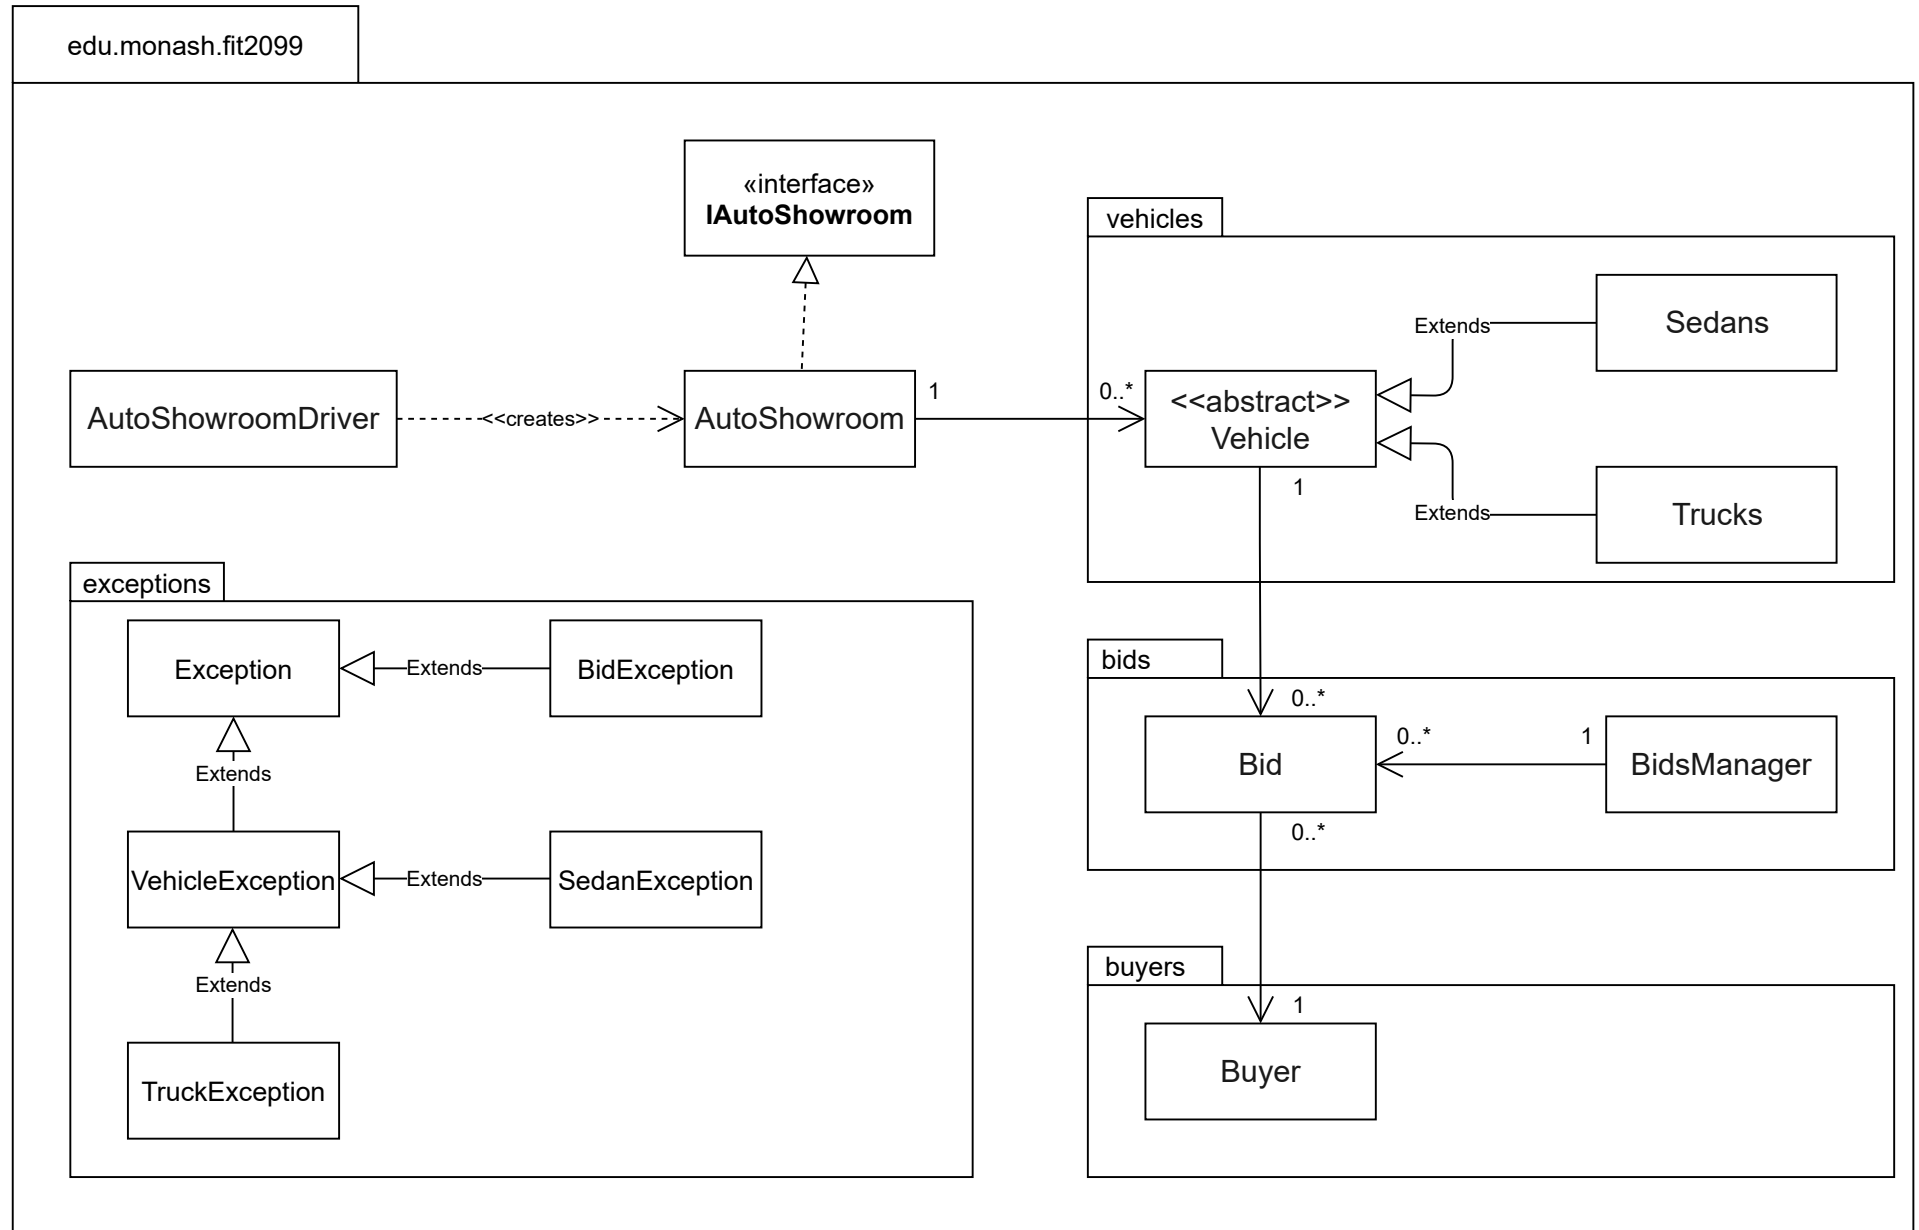 edu.monash.fit2099
«interface»
IAutoShowroom
vehicles
Sedans
Extends
AutoShowroomDriver
<<creates>>
AutoShowroom
1
0..*
<<abstract>>
Vehicle
1
Extends
Trucks
exceptions
Exception
Extends
BidException
Extends
VehicleException
Extends
SedanException
Extends
TruckException
bids
0..*
Bid
0..*
1
BidsManager
0..*
buyers
1
Buyer